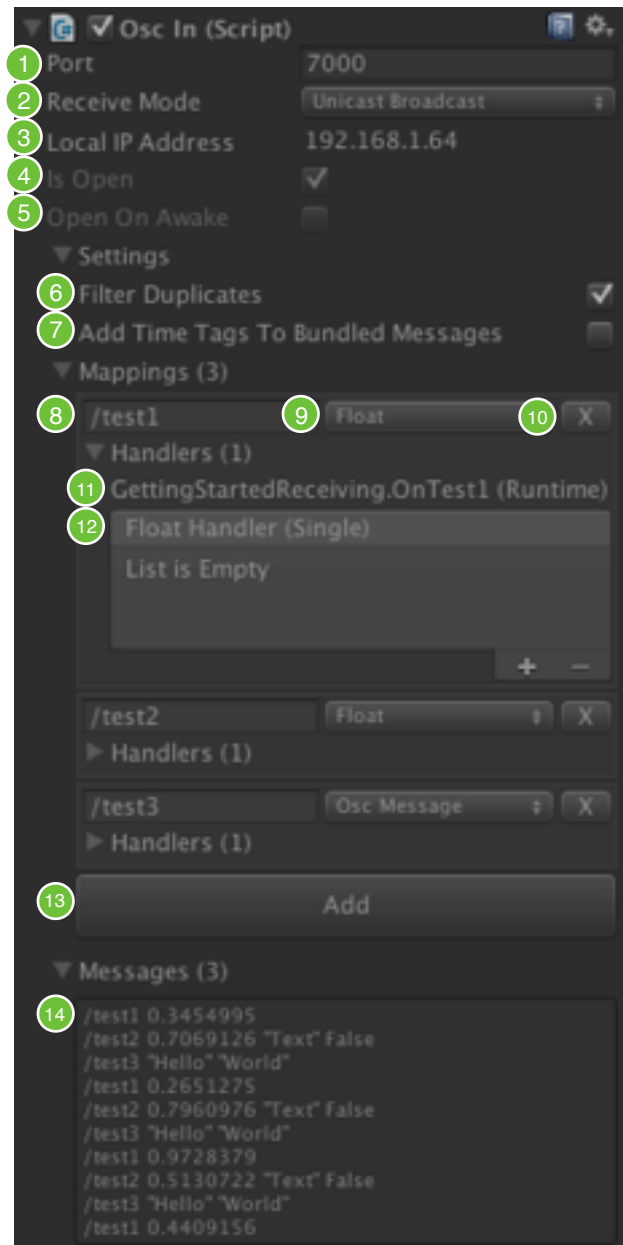 Osc In (Script)
1 Port 7000
2 Receive Mode Unicast Broadcast
3 Local IP Address 192.168.1.64
4 Is Open
5 Open On Awake
Settings
6 Filter Duplicates
7 Add Time Tags To Bundled Messages
Mappings (3)
8 /test1 9 Float 10 X
Handlers (1)
11 GettingStartedReceiving.OnTest1 (Runtime)
12 Float Handler (Single)
List is Empty
+ −
/test2 Float X
Handlers (1)
/test3 Osc Message X
Handlers (1)
13 Add
Messages (3)
14 /test1 0.3454995
/test2 0.7069126 "Text" False
/test3 "Hello" "World"
/test1 0.2651275
/test2 0.7960976 "Text" False
/test3 "Hello" "World"
/test1 0.9728379
/test2 0.5130722 "Text" False
/test3 "Hello" "World"
/test1 0.4409156